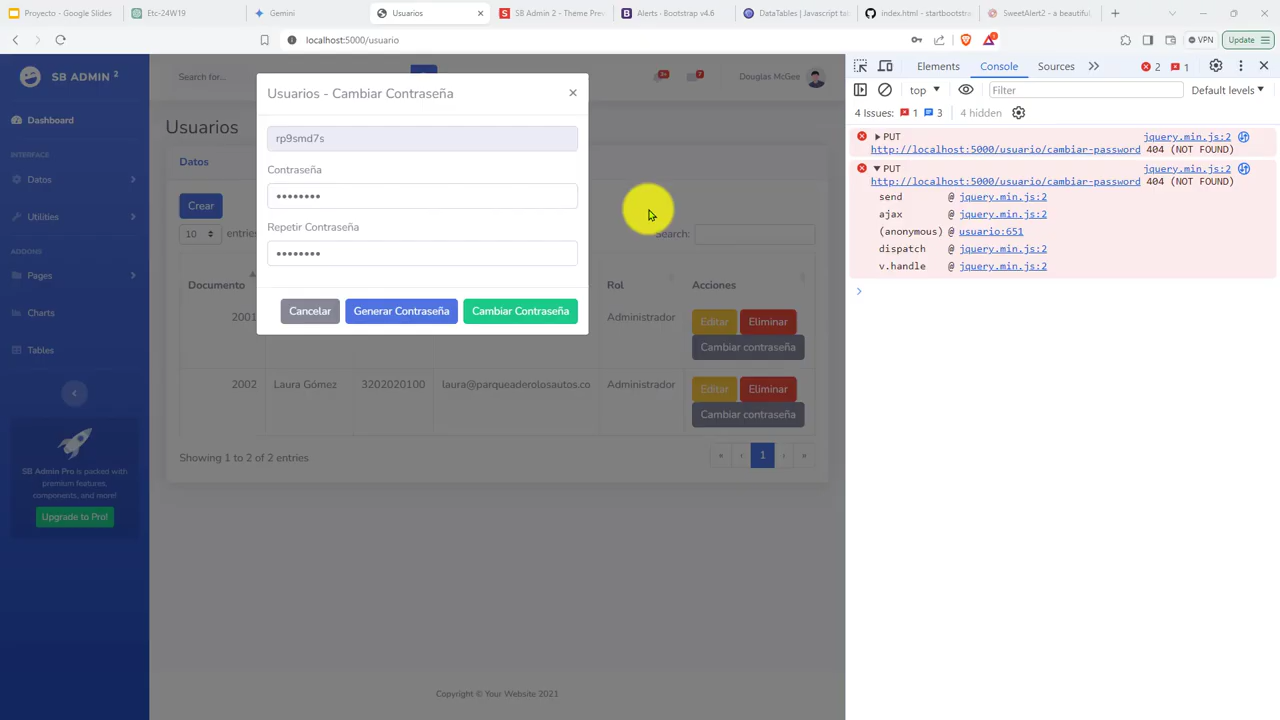 Proyecto - Google Slides
Etc-24W19
Gemini
Usuarios
SB Admin 2 - Theme Prev
Alerts · Bootstrap v4.6
DataTables | Javascript tab
index.html - startbootstra
SweetAlert2 - a beautiful,
localhost:5000/usuario
VPN
Update
SB ADMIN 2
Dashboard
INTERFACE
Datos
Utilities
ADDONS
Pages
Charts
Tables
SB Admin Pro is packed with
premium features,
components, and more!
Upgrade to Pro!
Search for...
3+
7
Douglas McGee
Usuarios
Datos
Crear
10
entries
Search:
Documento
Rol
Acciones
2001
Administrador
Editar
Eliminar
Cambiar contraseña
2002
Laura Gómez
3202020100
laura@parqueaderolosautos.co
Administrador
Editar
Eliminar
Cambiar contraseña
Showing 1 to 2 of 2 entries
« ‹ 1 › »
Copyright © Your Website 2021
Usuarios - Cambiar Contraseña
×
rp9smd7s
Contraseña
••••••••
Repetir Contraseña
••••••••
Cancelar
Generar Contraseña
Cambiar Contraseña
Elements
Console
Sources
2
1
top
Filter
Default levels
4 Issues:
1
3
4 hidden
PUT
jquery.min.js:2
http://localhost:5000/usuario/cambiar-password 404 (NOT FOUND)
PUT
jquery.min.js:2
http://localhost:5000/usuario/cambiar-password 404 (NOT FOUND)
send @ jquery.min.js:2
ajax @ jquery.min.js:2
(anonymous) @ usuario:651
dispatch @ jquery.min.js:2
v.handle @ jquery.min.js:2